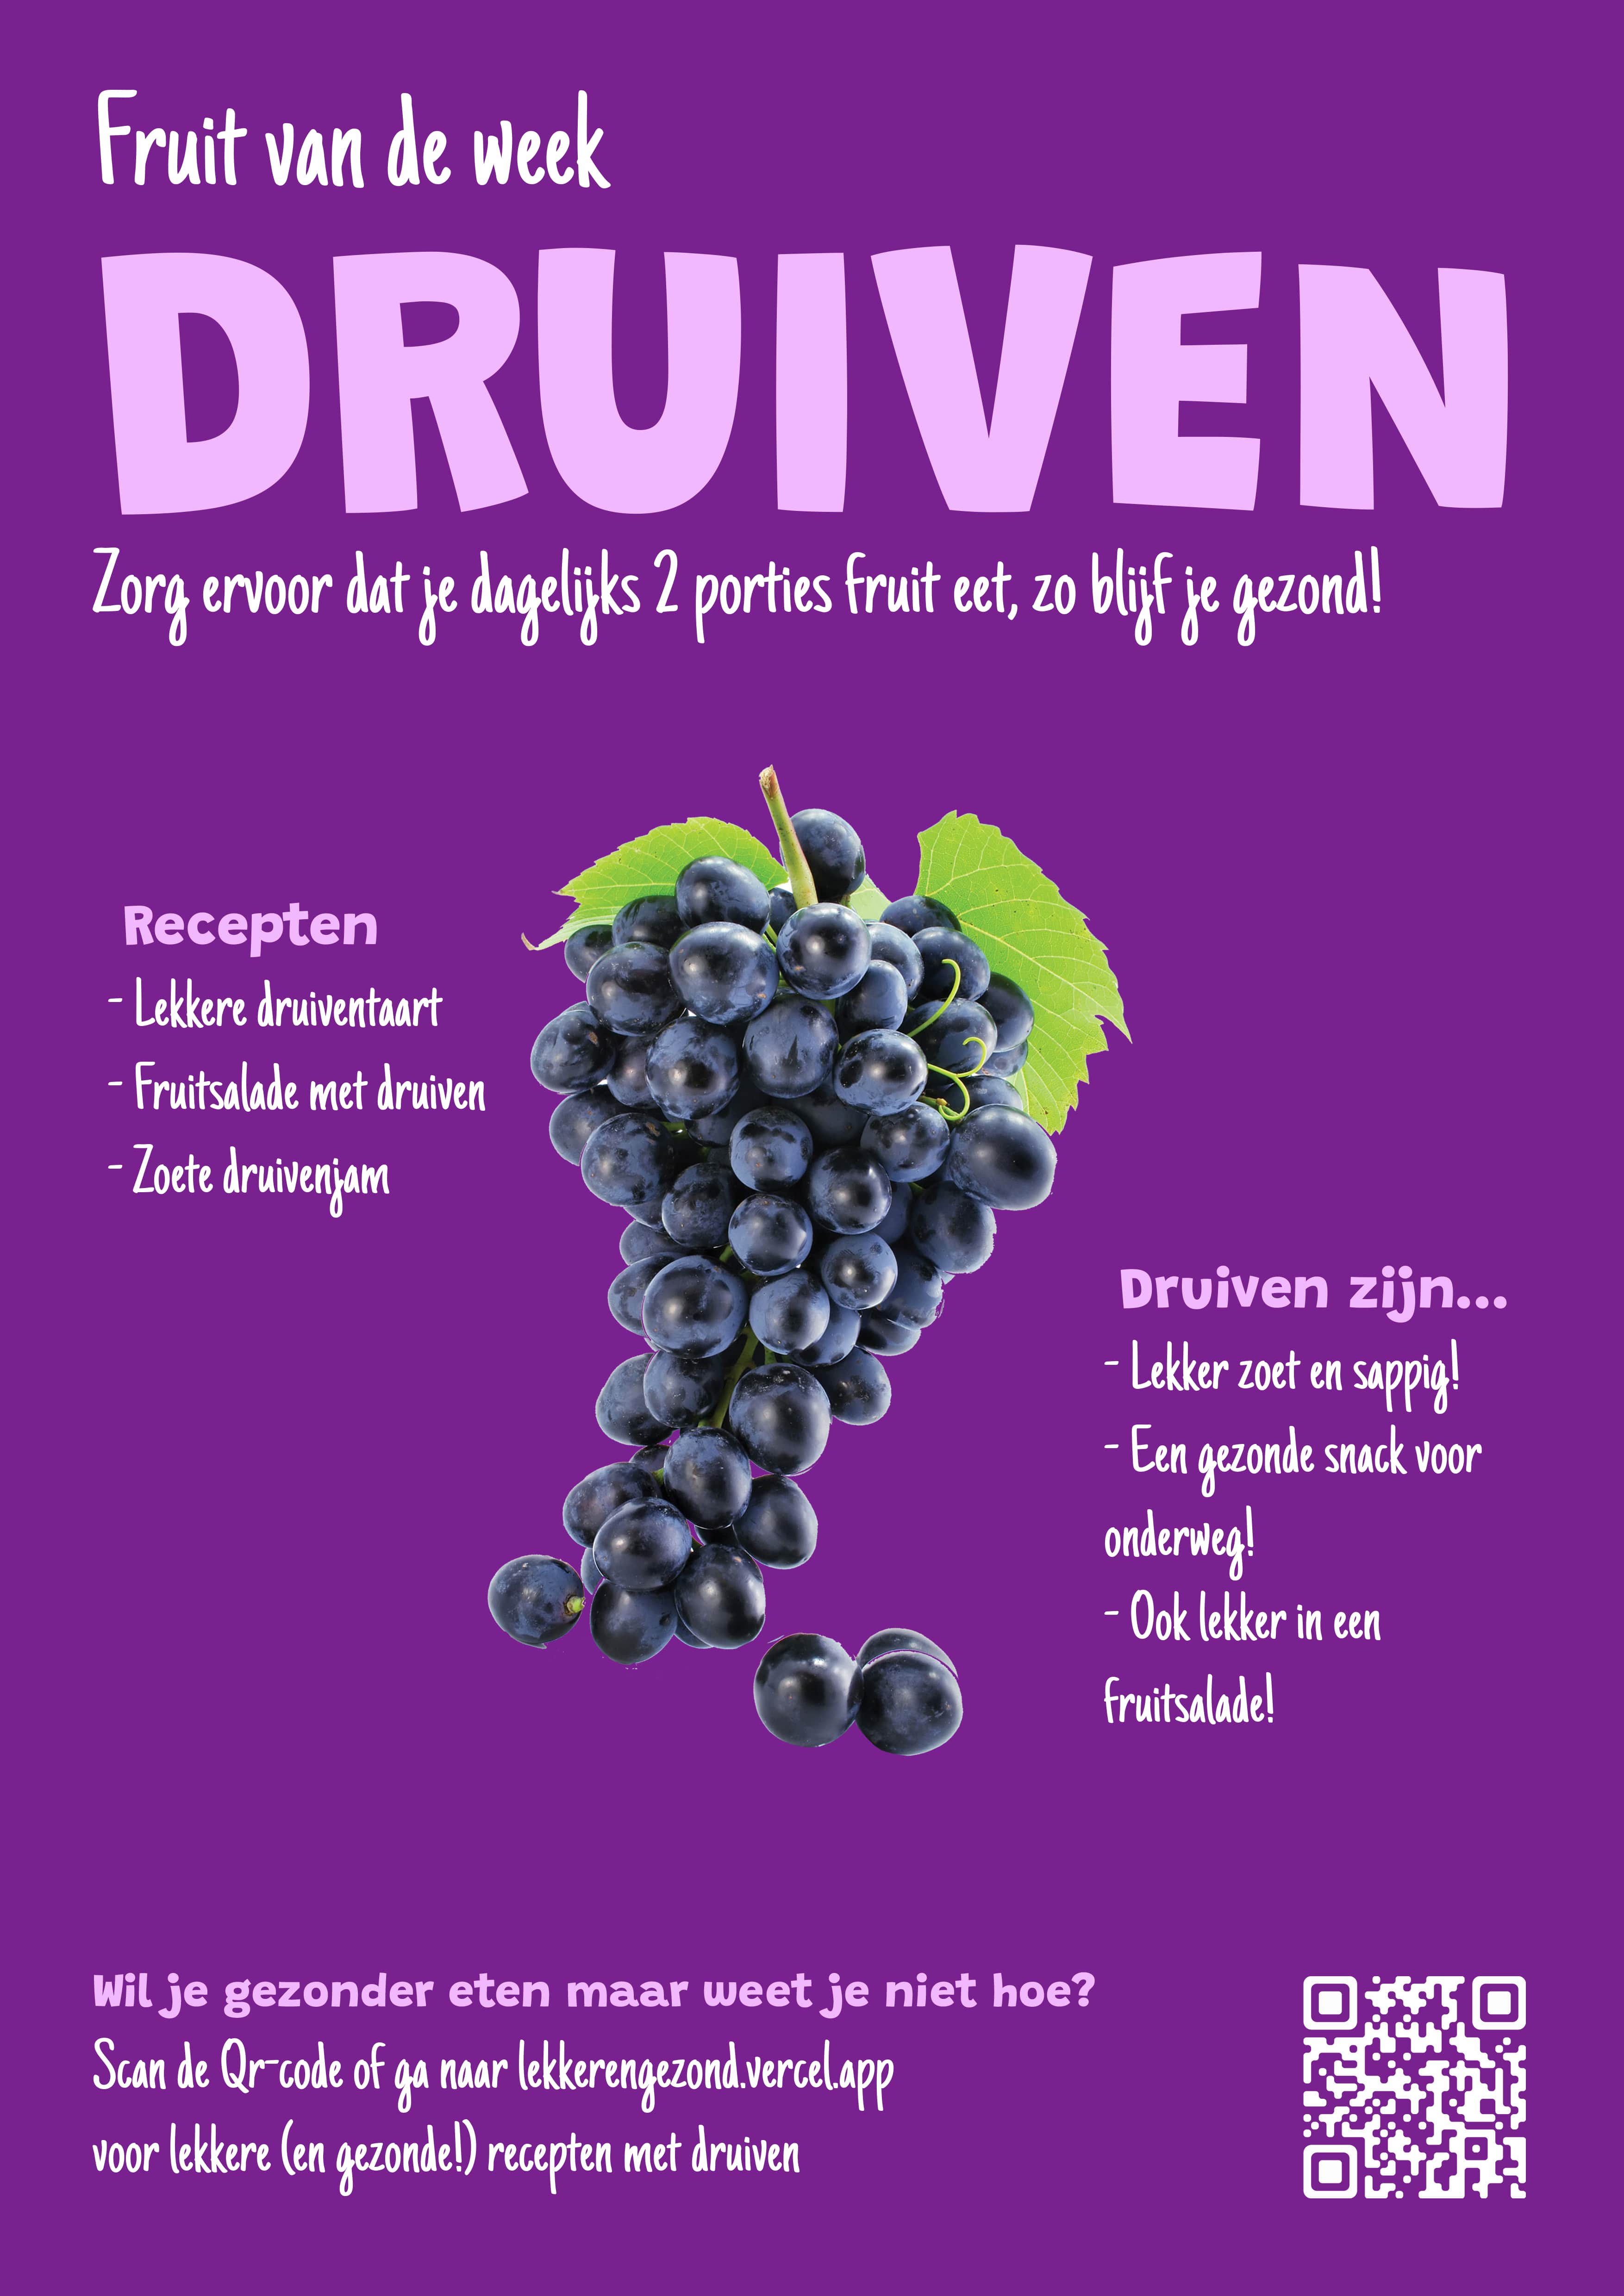 Fruit van de week
DRUIVEN
Zorg ervoor dat je dagelijks 2 porties fruit eet, zo blijf je gezond!
Recepten
- Lekkere druiventaart
- Fruitsalade met druiven
- Zoete druivenjam
Druiven zijn...
- Lekker zoet en sappig!
- Een gezonde snack voor
onderweg!
- Ook lekker in een
fruitsalade!
Wil je gezonder eten maar weet je niet hoe?
Scan de Qr-code of ga naar lekkerengezond.vercel.app
voor lekkere (en gezonde!) recepten met druiven